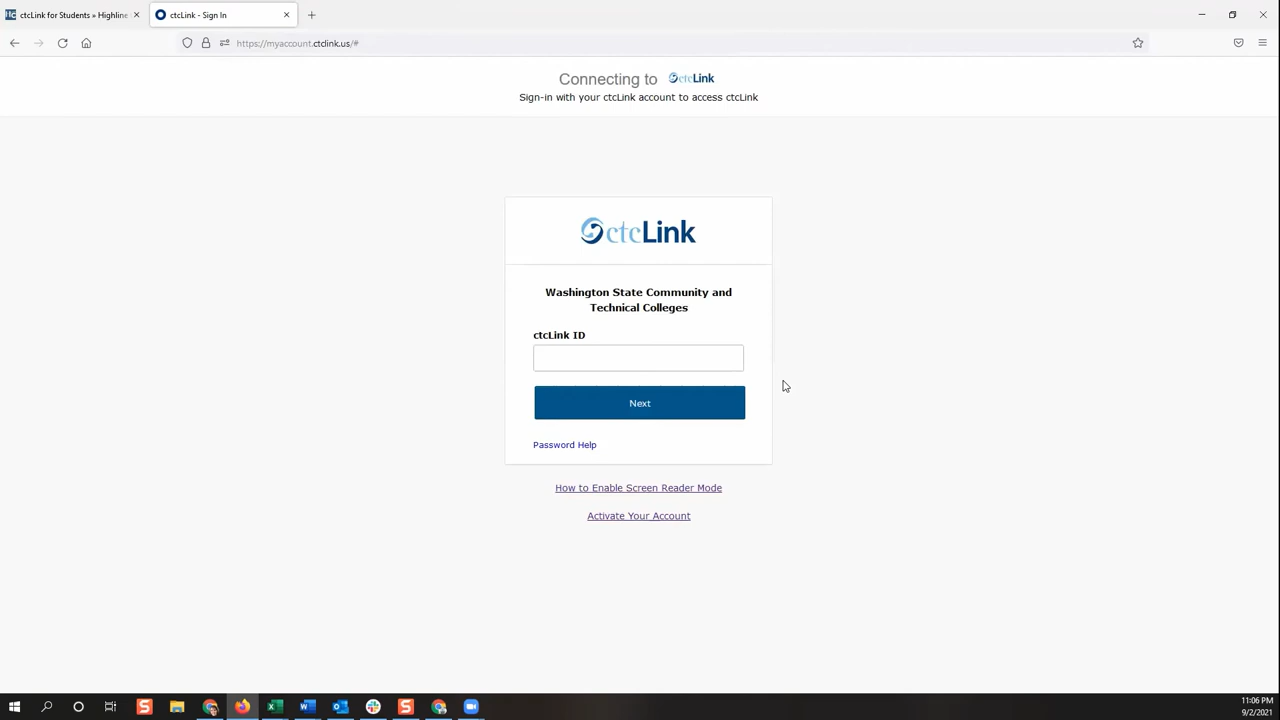 ctcLink for Students » Highline
ctcLink - Sign In
https://myaccount.ctclink.us/#
Connecting to ctcLink
Sign-in with your ctcLink account to access ctcLink
ctcLink
Washington State Community and
Technical Colleges
ctcLink ID
Next
Password Help
How to Enable Screen Reader Mode
Activate Your Account
11:06 PM
9/2/2021